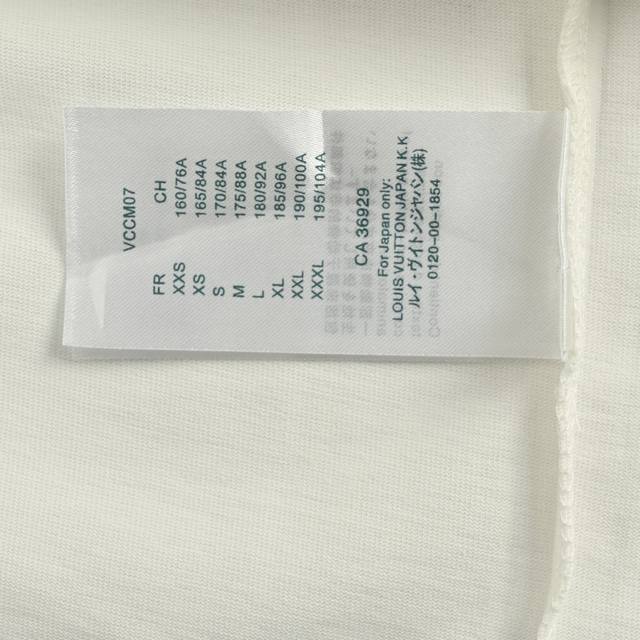 VCCM07
FR CH
XXS 160/76A
XS 165/84A
S 170/84A
M 175/88A
L 180/92A
XL 185/96A
XXL 190/100A
XXXL 195/104A
CA 36929
For Japan only:
LOUIS VUITTON JAPAN K.K.
ルイ・ヴィトンジャパン(株)
0120-00-1854